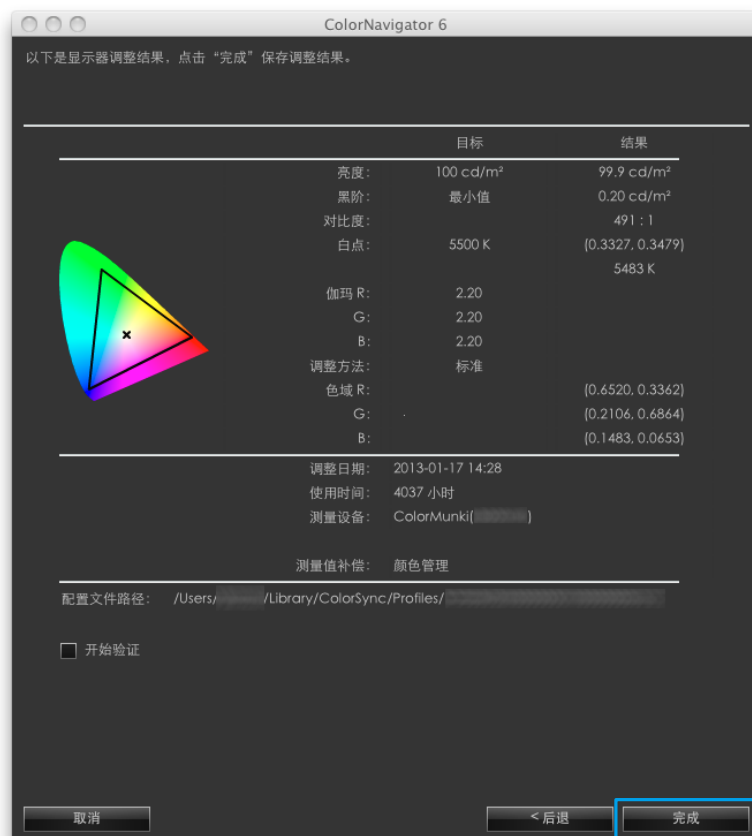 ColorNavigator 6
以下是显示器调整结果，点击“完成”保存调整结果。
目标 结果
亮度： 100 cd/m² 99.9 cd/m²
黑阶： 最小值 0.20 cd/m²
对比度： 491 : 1
白点： 5500 K (0.3327, 0.3479)
5483 K
伽玛 R： 2.20
G： 2.20
B： 2.20
调整方法： 标准
色域 R： (0.6520, 0.3362)
G： (0.2106, 0.6864)
B： (0.1483, 0.0653)
调整日期： 2013-01-17 14:28
使用时间： 4037 小时
测量设备： ColorMunki( )
测量值补偿： 颜色管理
配置文件路径： /Users/ /Library/ColorSync/Profiles/
开始验证
取消 < 后退 完成